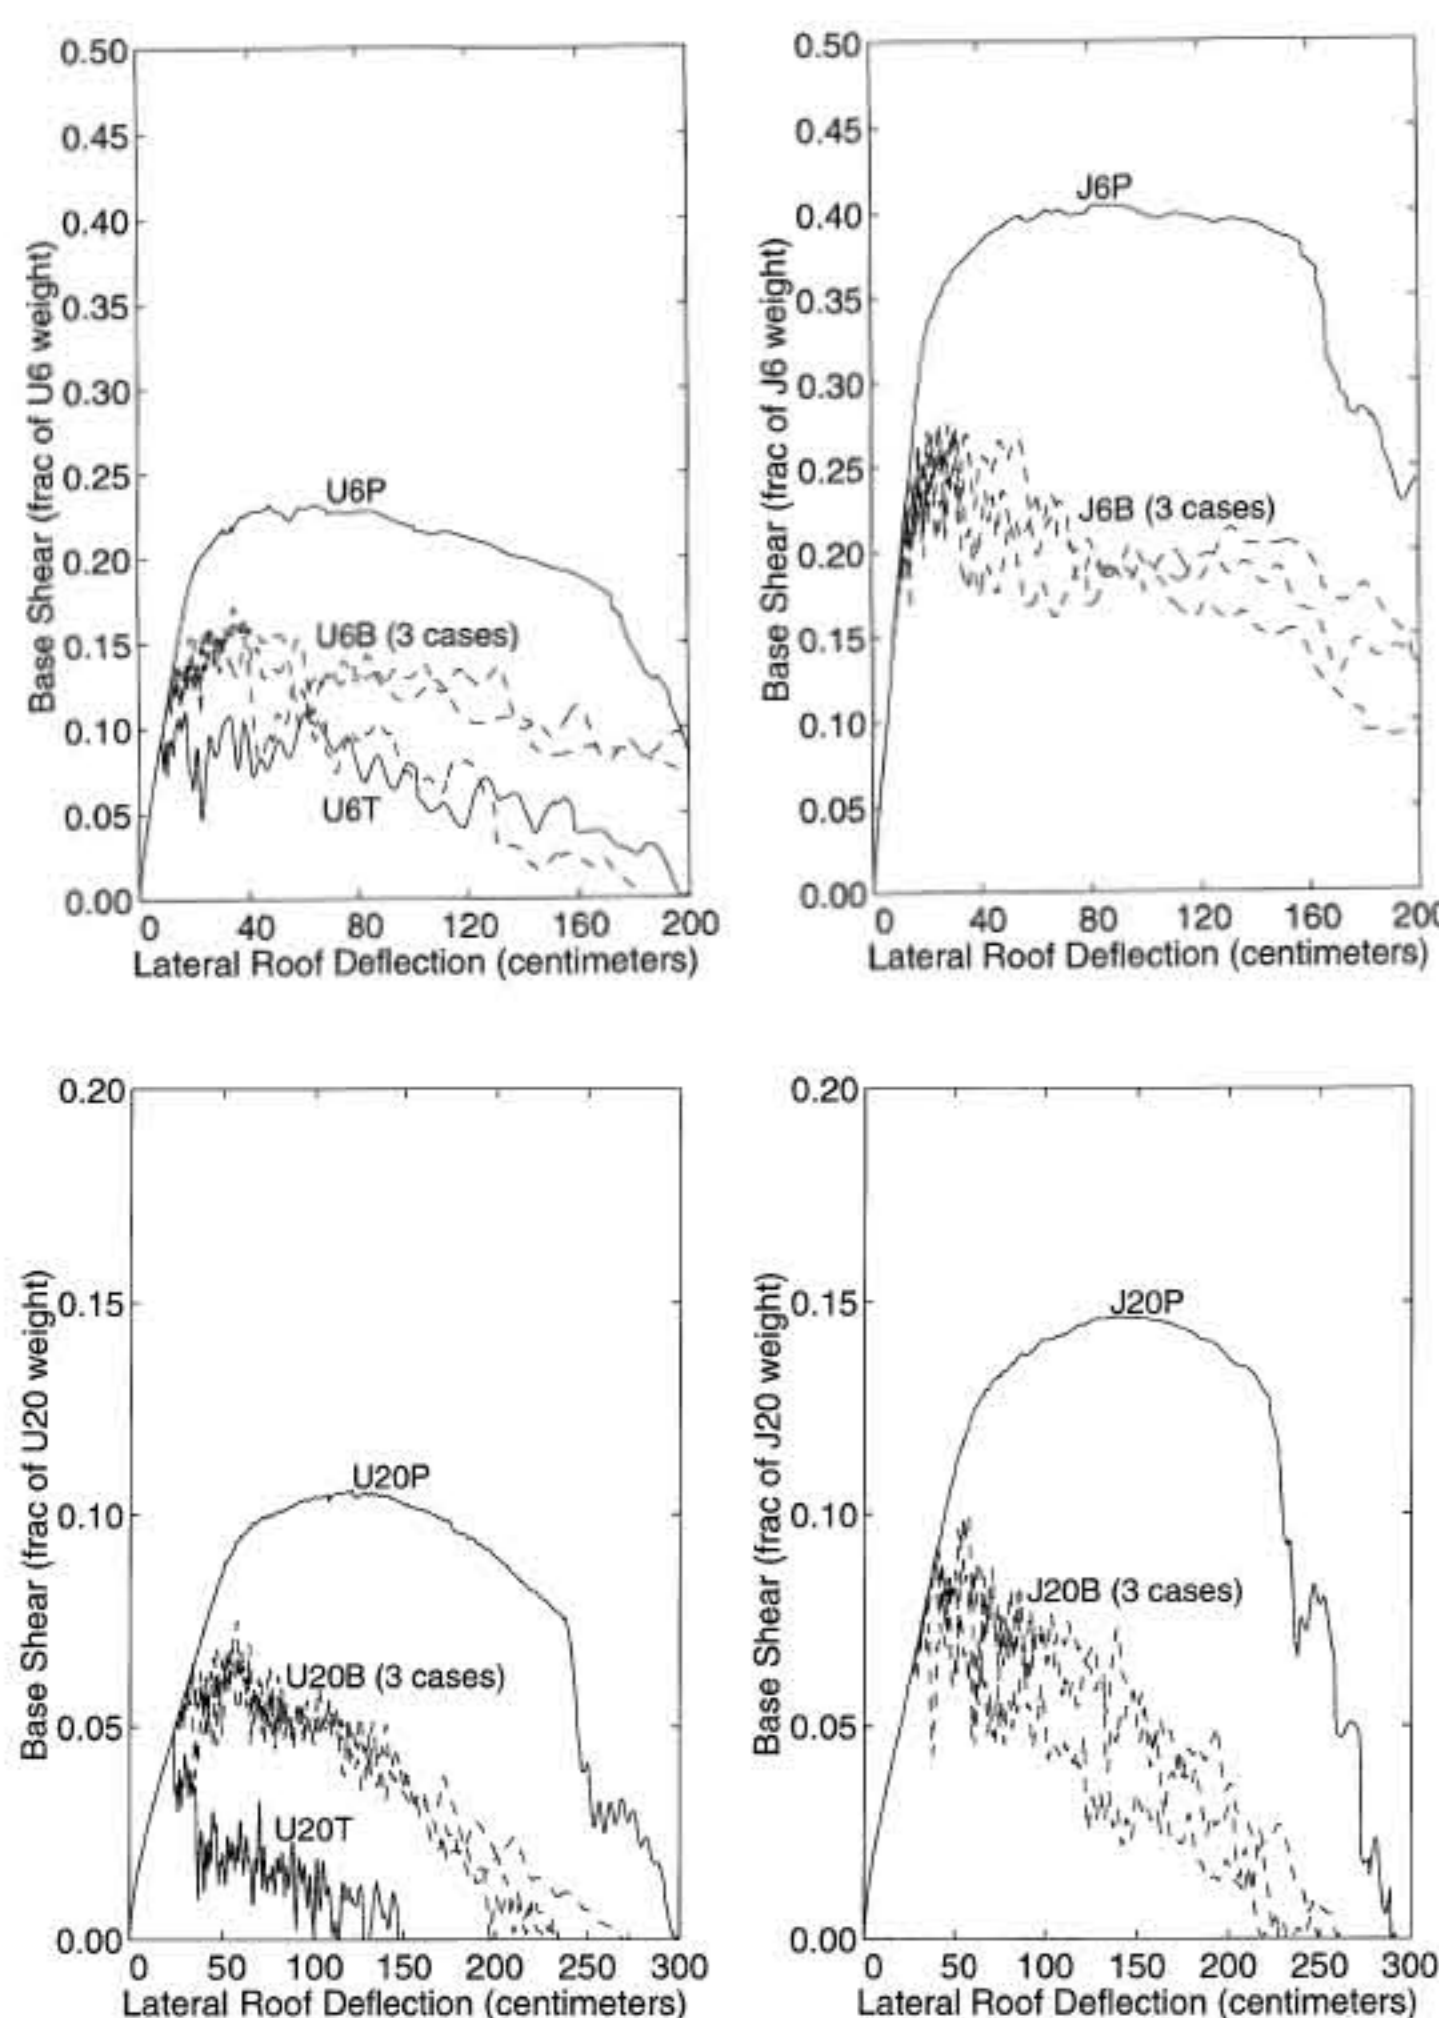 0.50
0.45
0.40
0.35
0.30
0.25
0.20
0.15
0.10
0.05
0.00
Base Shear (frac of U6 weight)
U6P
U6B (3 cases)
U6T
0 40 80 120 160 200
Lateral Roof Deflection (centimeters)
0.50
0.45
0.40
0.35
0.30
0.25
0.20
0.15
0.10
0.05
0.00
Base Shear (frac of J6 weight)
J6P
J6B (3 cases)
0 40 80 120 160 200
Lateral Roof Deflection (centimeters)
0.20
0.15
0.10
0.05
0.00
Base Shear (frac of U20 weight)
U20P
U20B (3 cases)
U20T
0 50 100 150 200 250 300
Lateral Roof Deflection (centimeters)
0.20
0.15
0.10
0.05
0.00
Base Shear (frac of J20 weight)
J20P
J20B (3 cases)
0 50 100 150 200 250 300
Lateral Roof Deflection (centimeters)